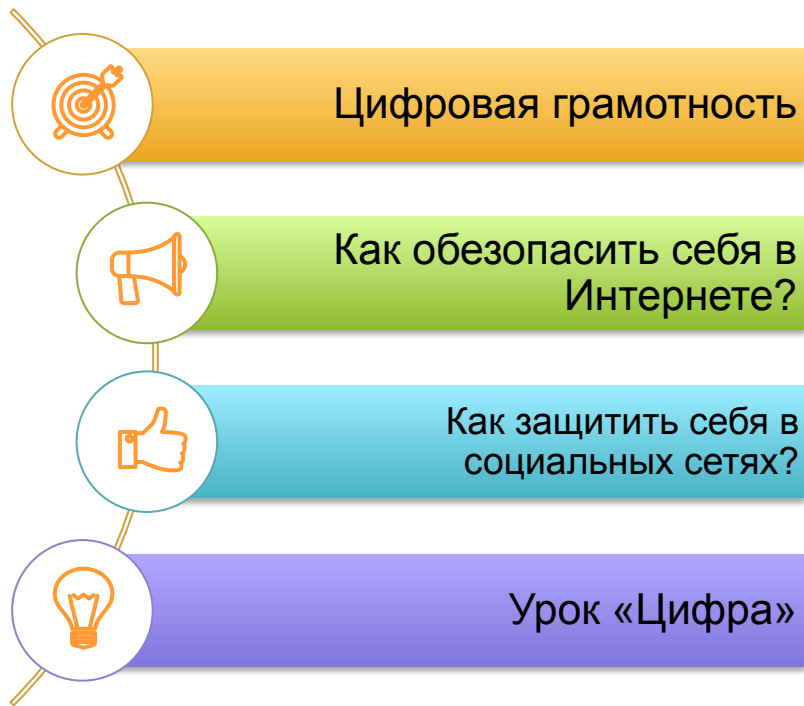 Цифровая грамотность
Как обезопасить себя в
Интернете?
Как защитить себя в
социальных сетях?
Урок «Цифра»